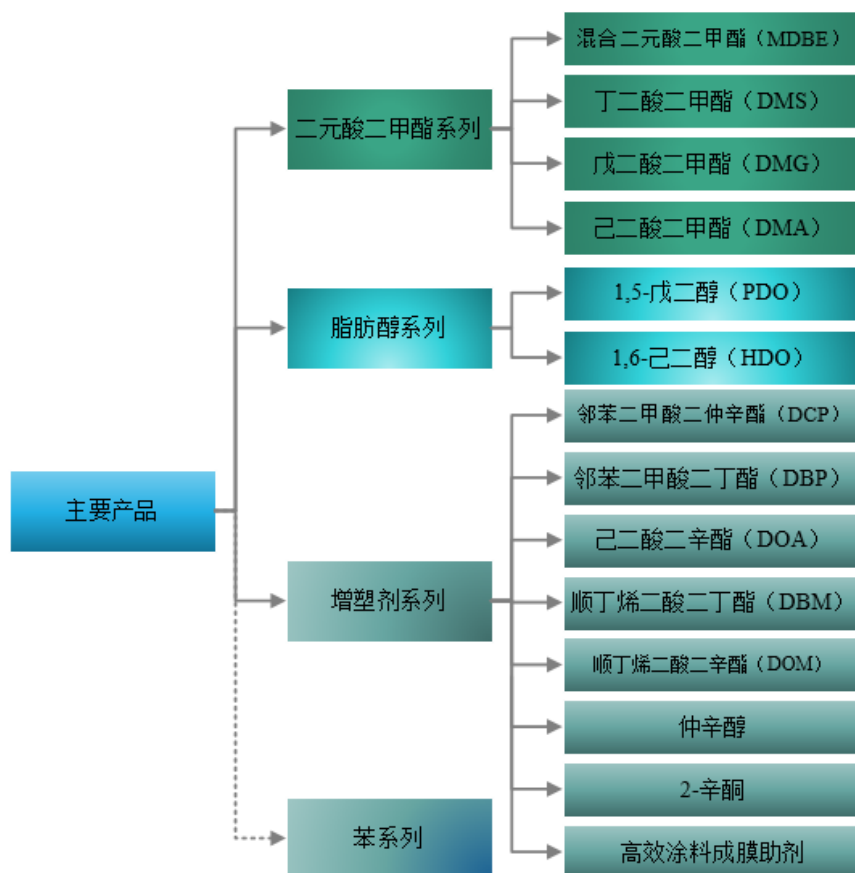 主要产品
二元酸二甲酯系列
混合二元酸二甲酯（MDBE）
丁二酸二甲酯（DMS）
戊二酸二甲酯（DMG）
己二酸二甲酯（DMA）
脂肪醇系列
1,5-戊二醇（PDO）
1,6-己二醇（HDO）
增塑剂系列
邻苯二甲酸二仲辛酯（DCP）
邻苯二甲酸二丁酯（DBP）
己二酸二辛酯（DOA）
顺丁烯二酸二丁酯（DBM）
顺丁烯二酸二辛酯（DOM）
仲辛醇
2-辛酮
高效涂料成膜助剂
苯系列